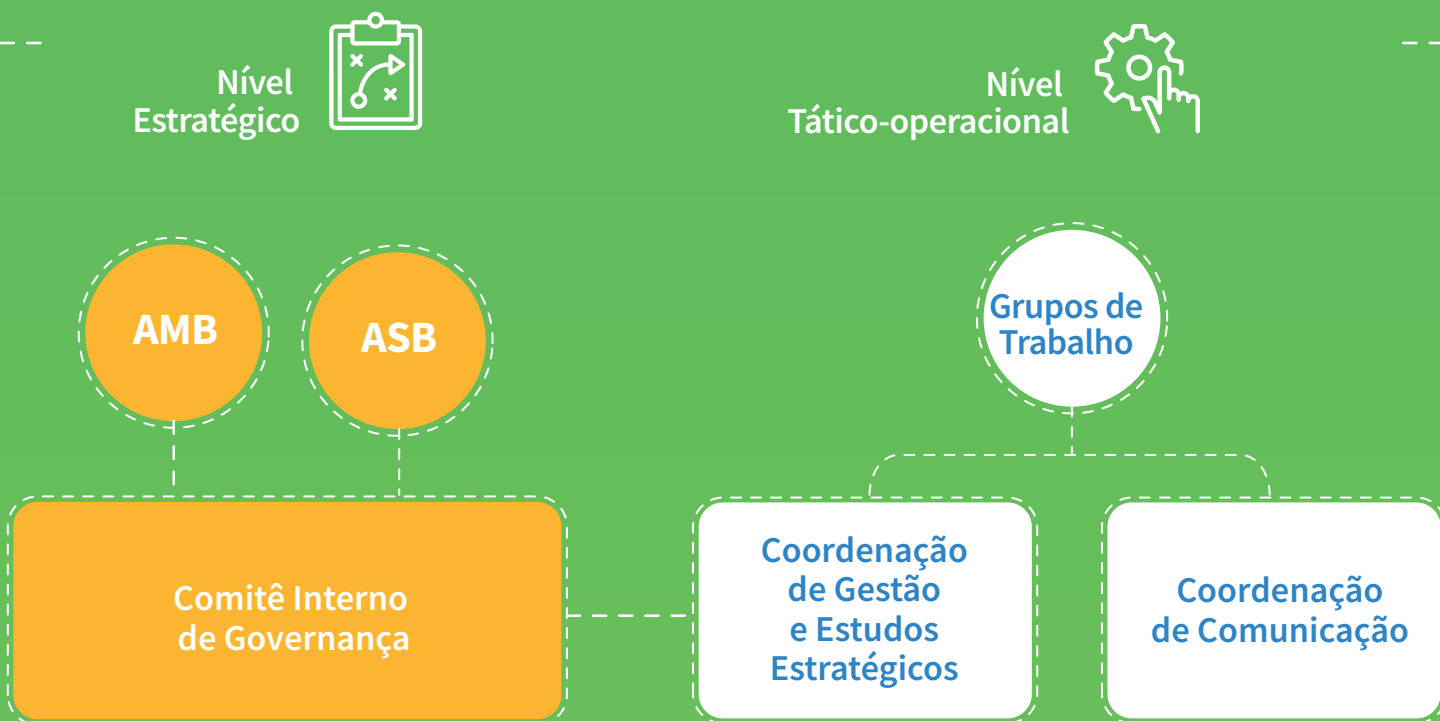 Nível
Estratégico
Nível
Tático-operacional
AMB
ASB
Grupos de
Trabalho
Comitê Interno
de Governança
Coordenação
de Gestão
e Estudos
Estratégicos
Coordenação
de Comunicação